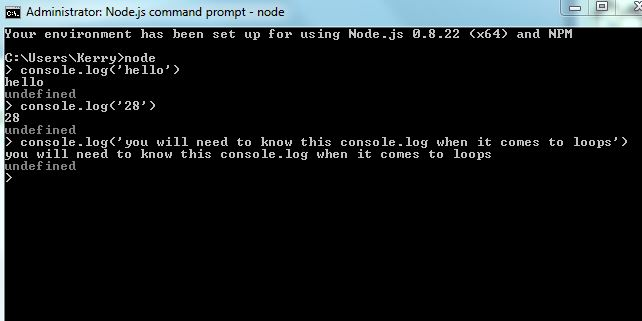 Administrator: Node.js command prompt - node
Your environment has been set up for using Node.js 0.8.22 (x64) and NPM
C:\Users\Kerry>node
> console.log('hello')
hello
undefined
> console.log('28')
28
undefined
> console.log('you will need to know this console.log when it comes to loops')
you will need to know this console.log when it comes to loops
undefined
>